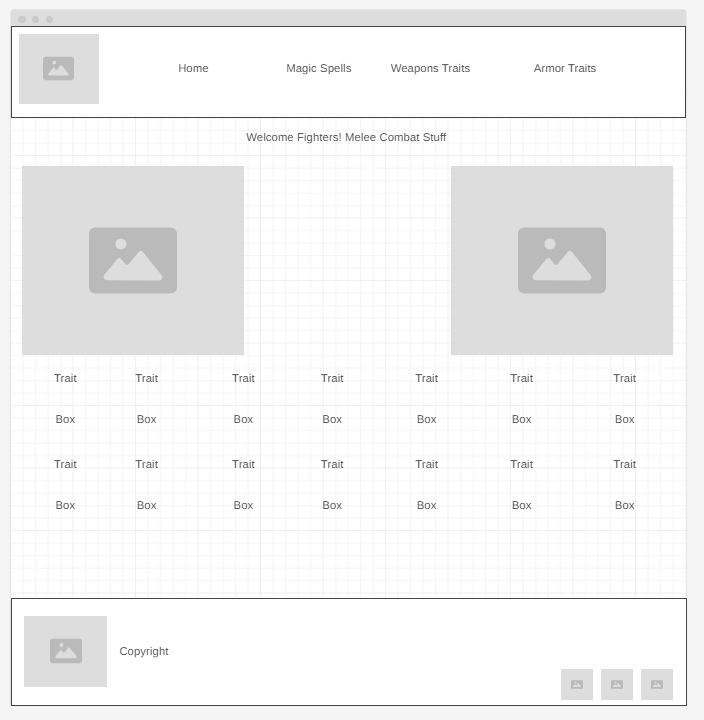 Home Magic Spells Weapons Traits Armor Traits
Welcome Fighters! Melee Combat Stuff
Trait Trait Trait Trait Trait Trait Trait
Box Box Box Box Box Box Box
Trait Trait Trait Trait Trait Trait Trait
Box Box Box Box Box Box Box
Copyright